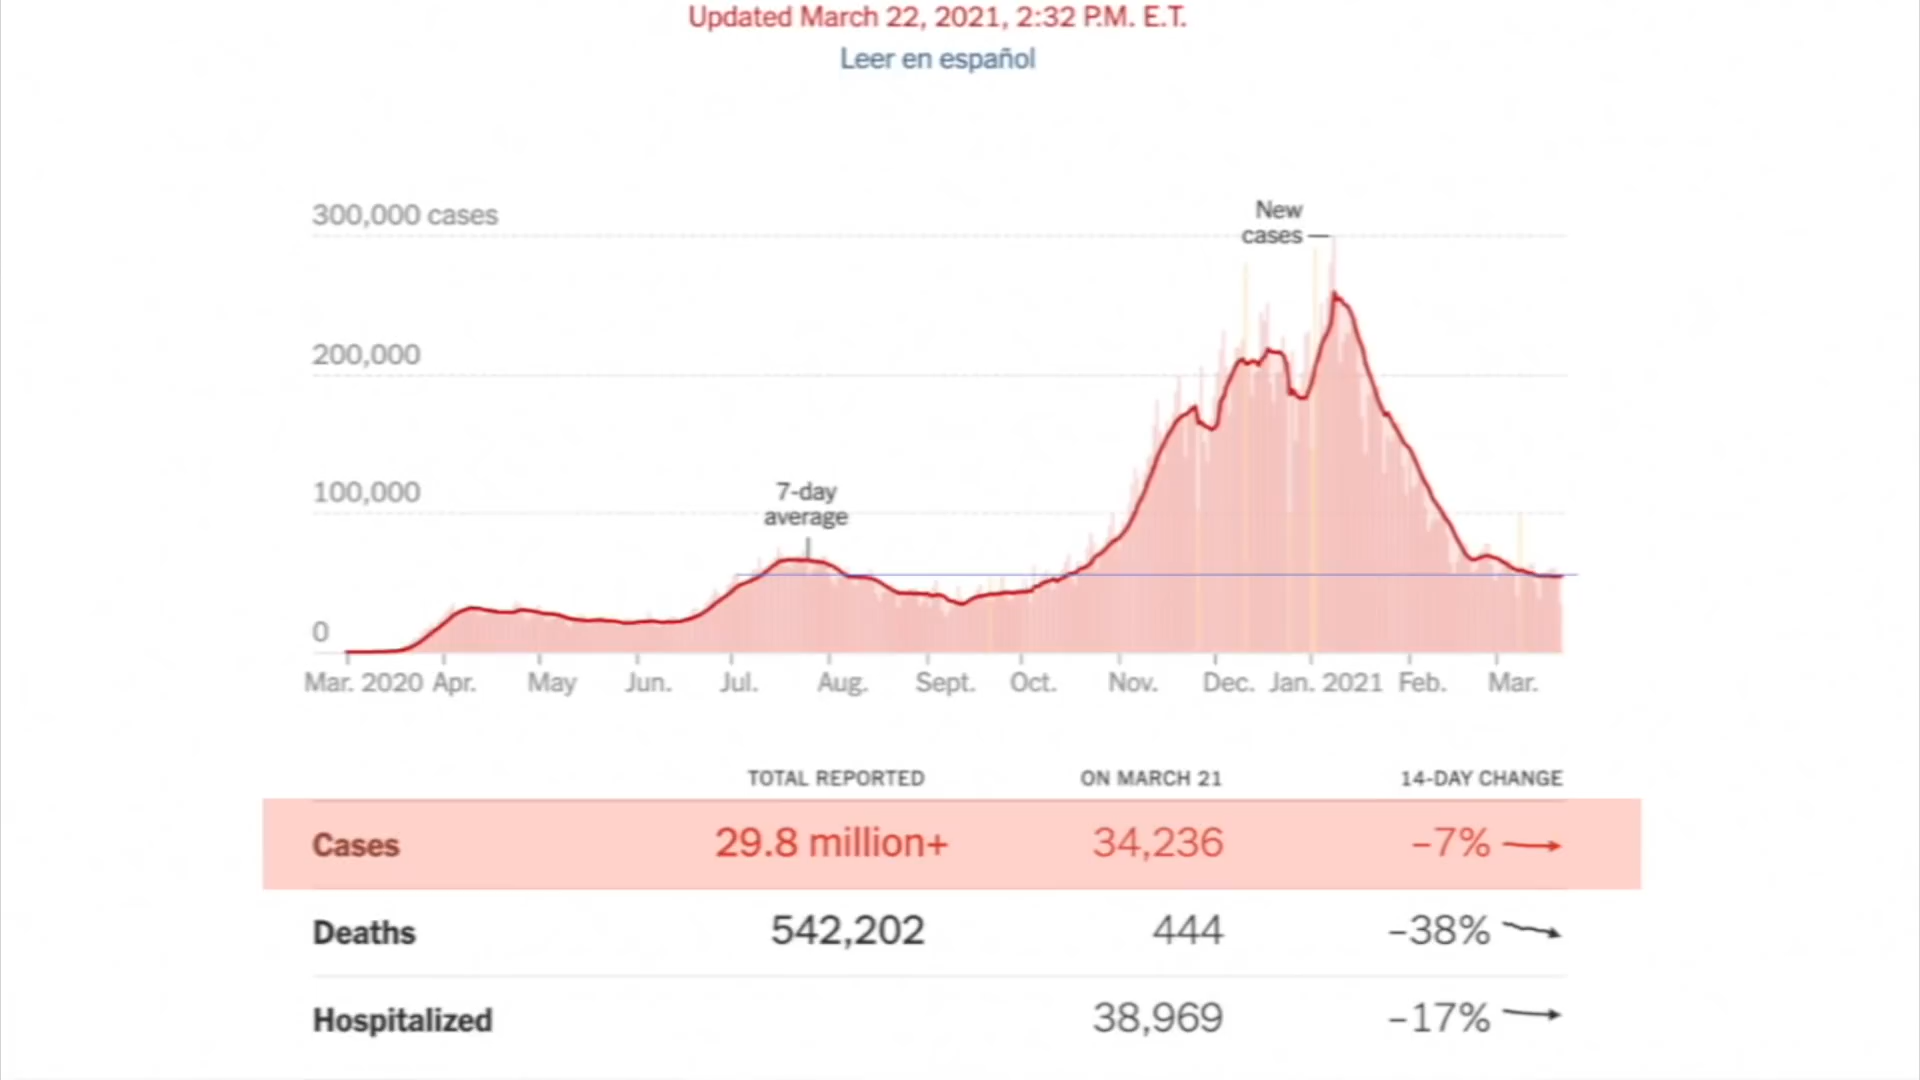 Updated March 22, 2021, 2:32 P.M. E.T.
Leer en español
300,000 cases
New
cases
200,000
100,000
7-day
average
0
Mar. 2020 Apr. May Jun. Jul. Aug. Sept. Oct. Nov. Dec. Jan. 2021 Feb. Mar.
TOTAL REPORTED ON MARCH 21 14-DAY CHANGE
Cases 29.8 million+ 34,236 –7%
Deaths 542,202 444 –38%
Hospitalized 38,969 –17%